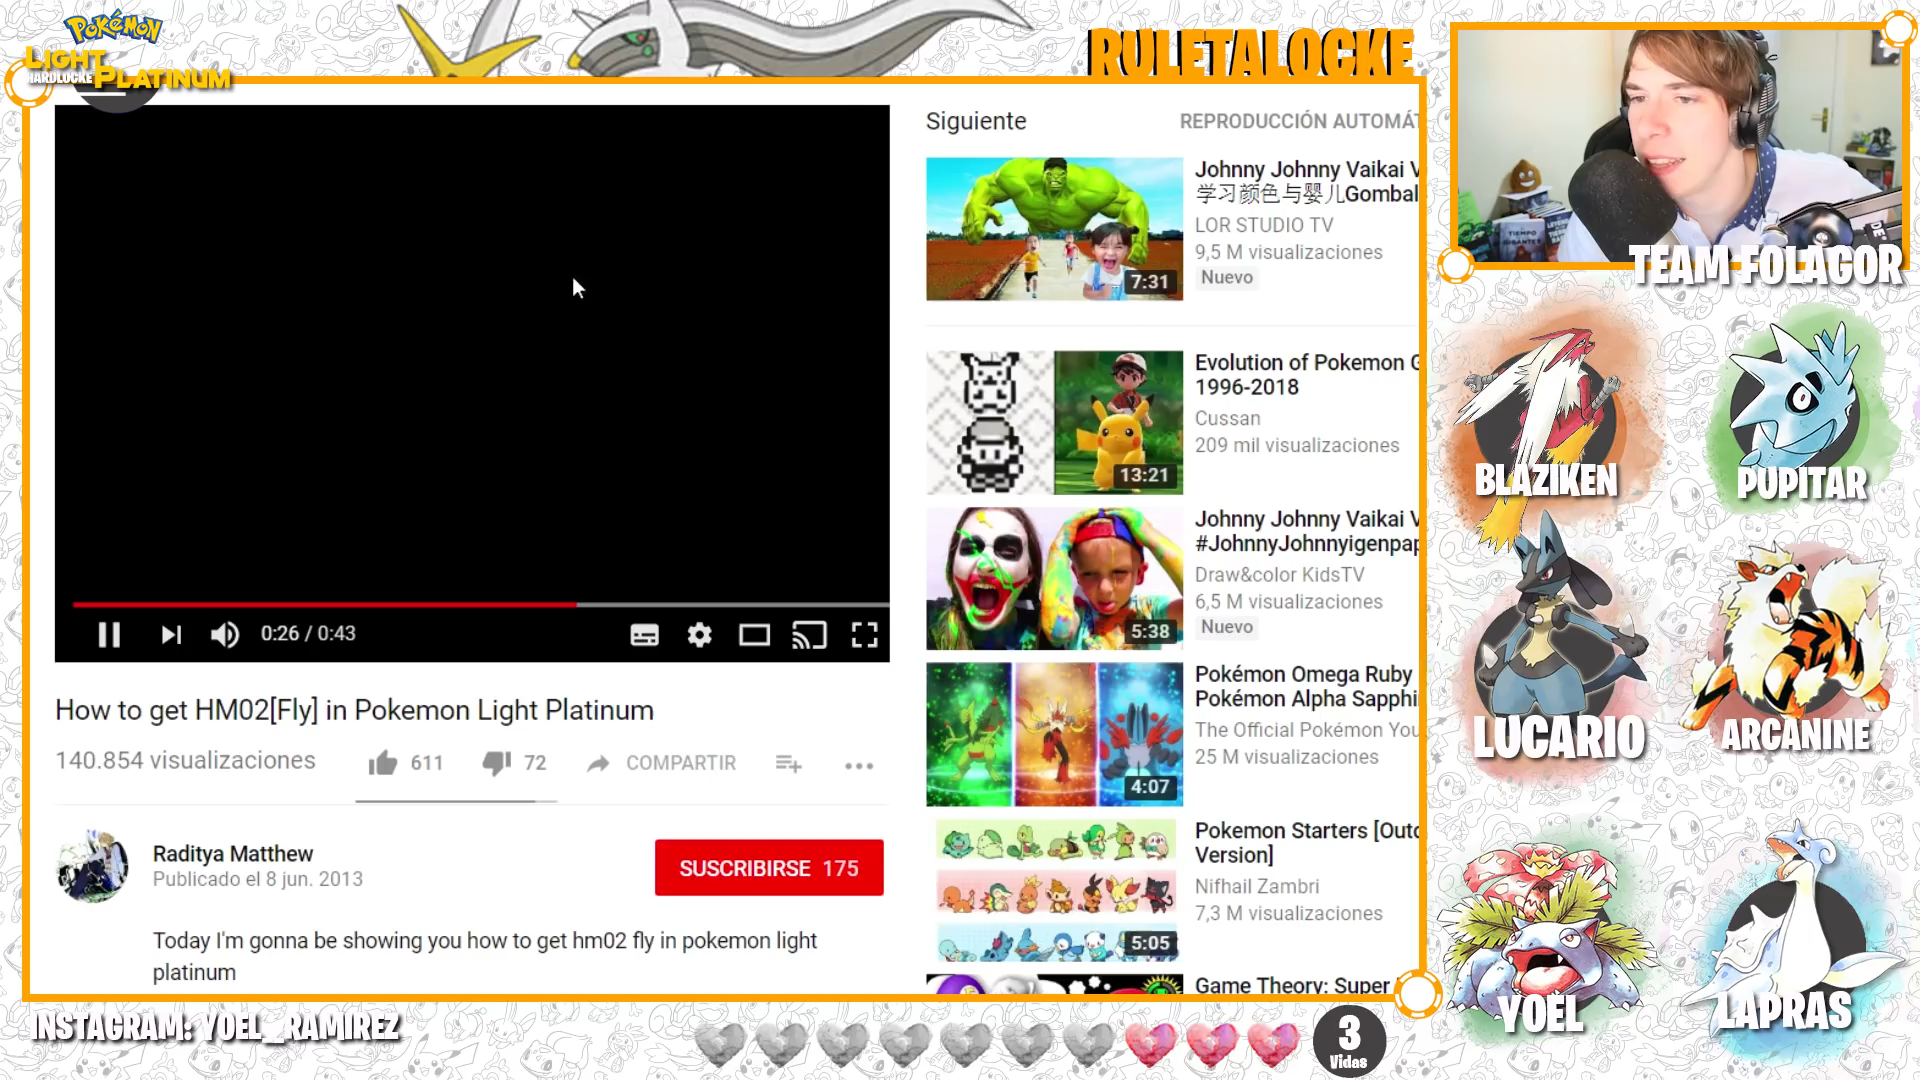 POKéMON
LIGHT
HARDLOCKE
PLATINUM
RULETALOCKE
Siguiente
REPRODUCCIÓN AUTOMÁT
Johnny Johnny Vaikai V
学习颜色与婴儿Gombal
LOR STUDIO TV
9,5 M visualizaciones
Nuevo
7:31
Evolution of Pokemon G
1996-2018
Cussan
209 mil visualizaciones
13:21
Johnny Johnny Vaikai V
#JohnnyJohnnyigenpap
Draw&color KidsTV
6,5 M visualizaciones
Nuevo
5:38
Pokémon Omega Ruby
Pokémon Alpha Sapphi
The Official Pokémon You
25 M visualizaciones
4:07
Pokemon Starters [Outd
Version]
Nifhail Zambri
7,3 M visualizaciones
5:05
Game Theory: Super
0:26 / 0:43
How to get HM02[Fly] in Pokemon Light Platinum
140.854 visualizaciones
611
72
COMPARTIR
Raditya Matthew
Publicado el 8 jun. 2013
SUSCRIBIRSE 175
Today I'm gonna be showing you how to get hm02 fly in pokemon light
platinum
TIEMPO
TEAM FOLAGOR
BLAZIKEN
PUPITAR
LUCARIO
ARCANINE
YOEL
LAPRAS
INSTAGRAM: YOEL_RAMIREZ
3
Vidas